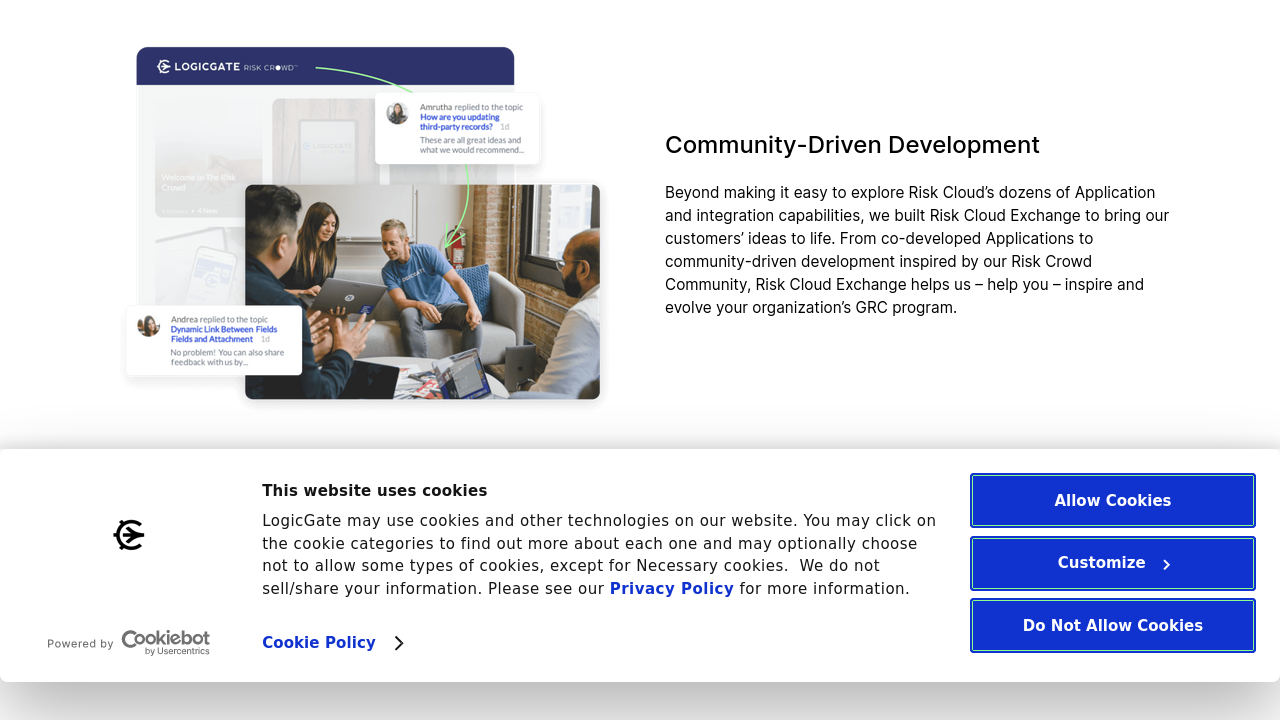 LOGICGATE RISK CROWD™
Amrutha replied to the topic
How are you updating
third-party records? 1d
These are all great ideas and
what we would recommend...
LOGICGATE
Welcome to The Risk
Crowd
• 4 New
Andrea replied to the topic
Dynamic Link Between Fields
Fields and Attachment 1d
No problem! You can also share
feedback with us by...
Community-Driven Development
Beyond making it easy to explore Risk Cloud’s dozens of Application
and integration capabilities, we built Risk Cloud Exchange to bring our
customers’ ideas to life. From co-developed Applications to
community-driven development inspired by our Risk Crowd
Community, Risk Cloud Exchange helps us – help you – inspire and
evolve your organization’s GRC program.
This website uses cookies
LogicGate may use cookies and other technologies on our website. You may click on
the cookie categories to find out more about each one and may optionally choose
not to allow some types of cookies, except for Necessary cookies.  We do not
sell/share your information. Please see our Privacy Policy for more information.
Cookie Policy
Powered by Cookiebot
by Usercentrics
Allow Cookies
Customize
Do Not Allow Cookies